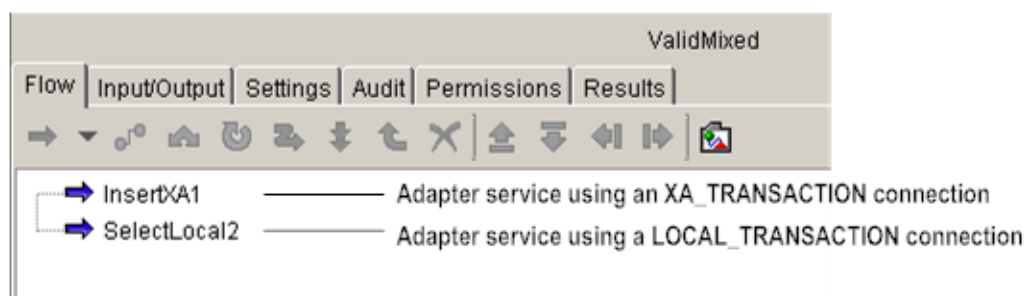 ValidMixed
Flow Input/Output Settings Audit Permissions Results
InsertXA1 Adapter service using an XA_TRANSACTION connection
SelectLocal2 Adapter service using a LOCAL_TRANSACTION connection